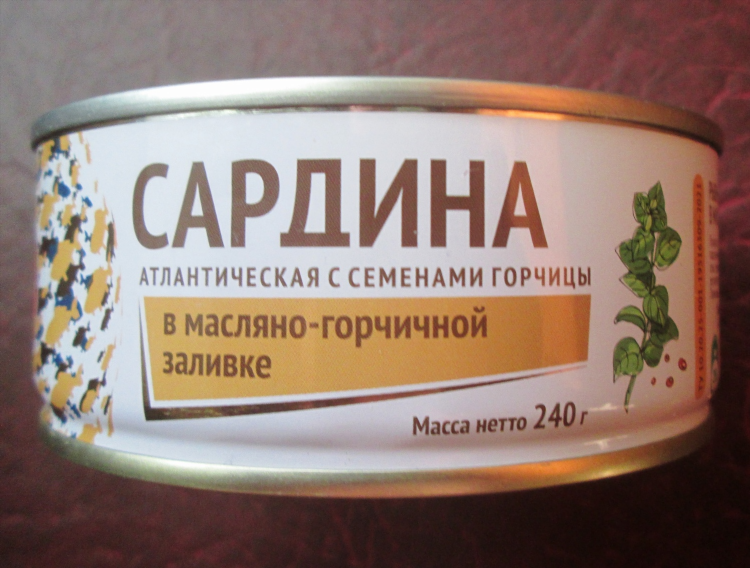 САРДИНА
АТЛАНТИЧЕСКАЯ С СЕМЕНАМИ ГОРЧИЦЫ
в масляно-горчичной
заливке
Масса нетто 240 г